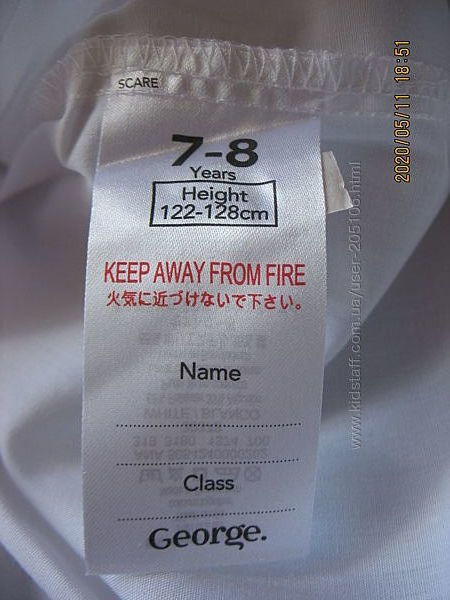 SCARE
7-8
Years
Height
122-128cm
KEEP AWAY FROM FIRE
火気に近づけないで下さい。
Name
WHITE / BLANCO
Class
George.
2020/05/11 18:51
www.kidstaff.com.ua/user-205106.html